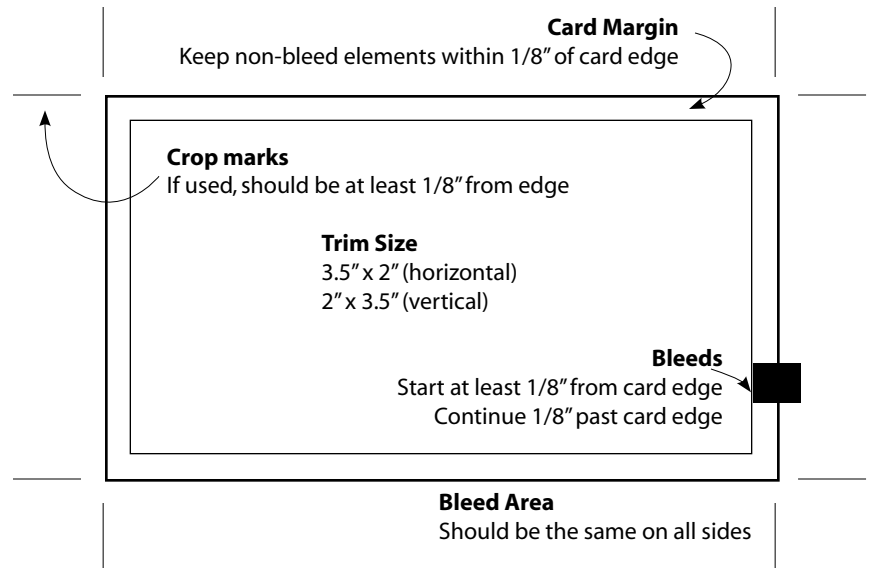 Card Margin
Keep non-bleed elements within 1/8” of card edge
Crop marks
If used, should be at least 1/8” from edge
Trim Size
3.5” x 2” (horizontal)
2” x 3.5” (vertical)
Bleeds
Start at least 1/8” from card edge
Continue 1/8” past card edge
Bleed Area
Should be the same on all sides